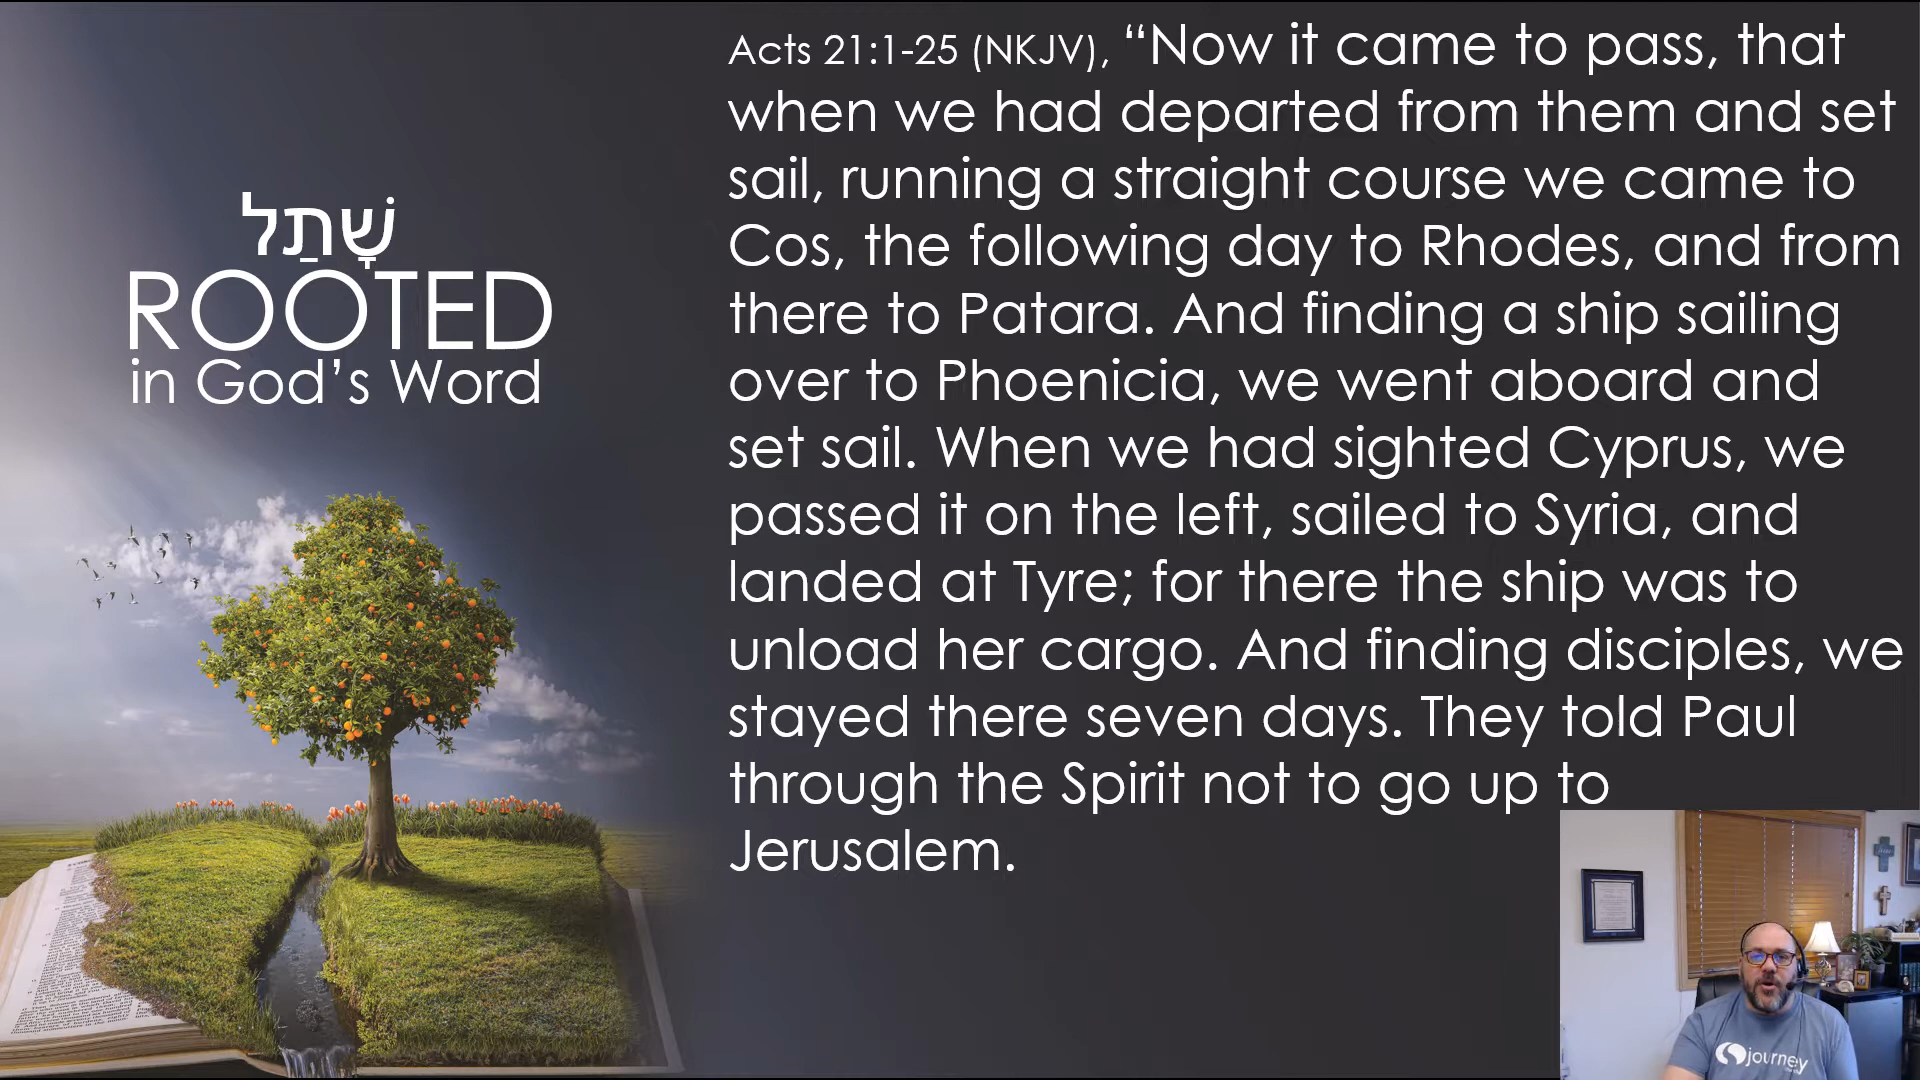 שָׁתַל
ROOTED
in God’s Word
Acts 21:1-25 (NKJV), “Now it came to pass, that
when we had departed from them and set
sail, running a straight course we came to
Cos, the following day to Rhodes, and from
there to Patara. And finding a ship sailing
over to Phoenicia, we went aboard and
set sail. When we had sighted Cyprus, we
passed it on the left, sailed to Syria, and
landed at Tyre; for there the ship was to
unload her cargo. And finding disciples, we
stayed there seven days. They told Paul
through the Spirit not to go up to
Jerusalem.
journey